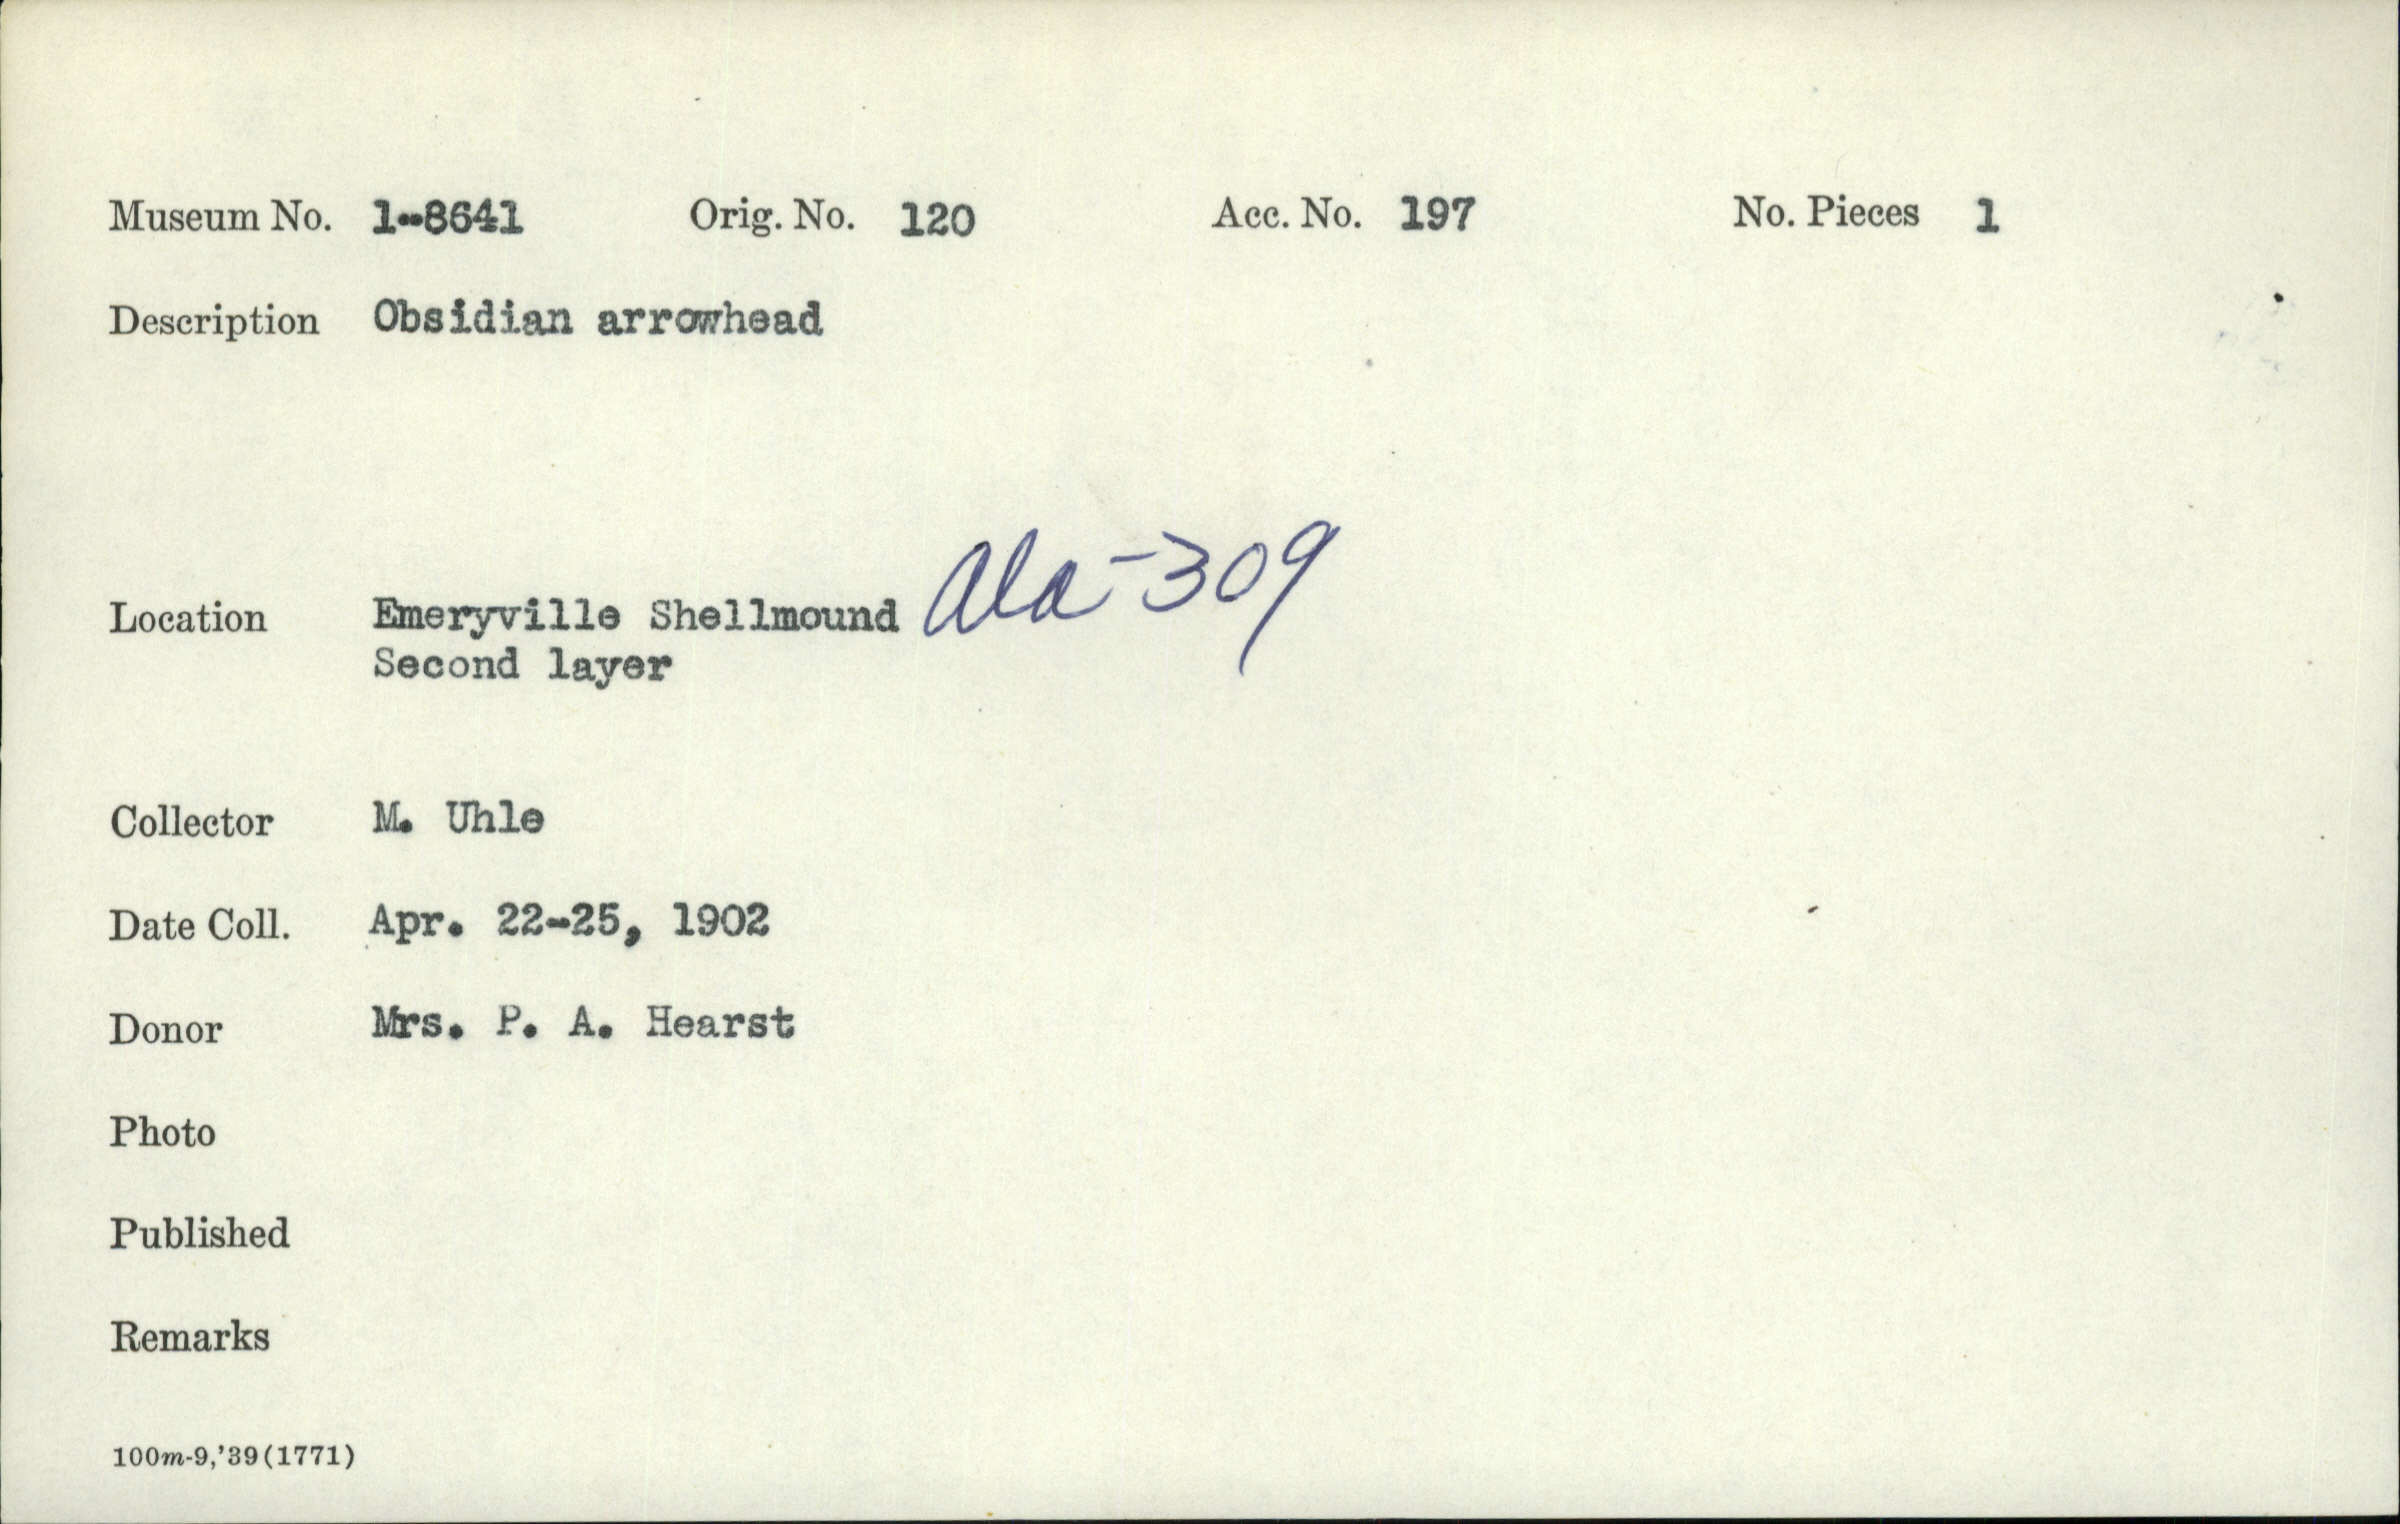 Museum No. 1-8641 Orig. No. 120 Acc. No. 197 No. Pieces 1
Description Obsidian arrowhead
Location Emeryville Shellmound Ala-309
Second layer
Collector M. Uhle
Date Coll. Apr. 22-25, 1902
Donor Mrs. P. A. Hearst
Photo
Published
Remarks
100m-9,'39(1771)